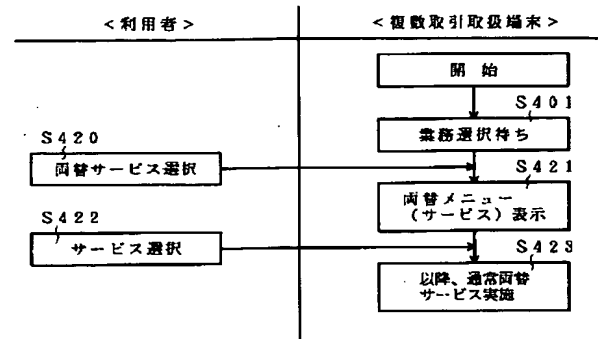 <利用者>
<複数取引取扱端末>
開始
S401
業務選択待ち
S420
両替サービス選択
S421
両替メニュー
(サービス)表示
S422
サービス選択
S423
以降、通常両替
サービス実施